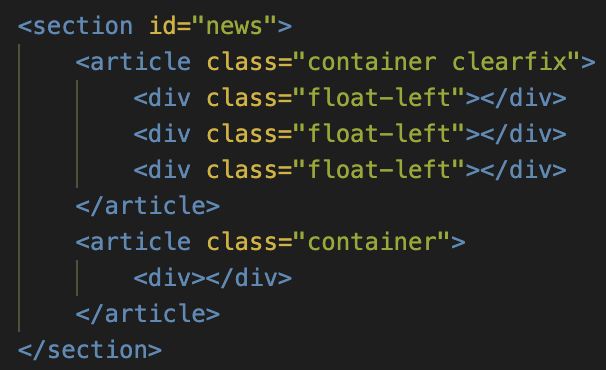 <section id="news">
    <article class="container clearfix">
        <div class="float-left"></div>
        <div class="float-left"></div>
        <div class="float-left"></div>
    </article>
    <article class="container">
        <div></div>
    </article>
</section>